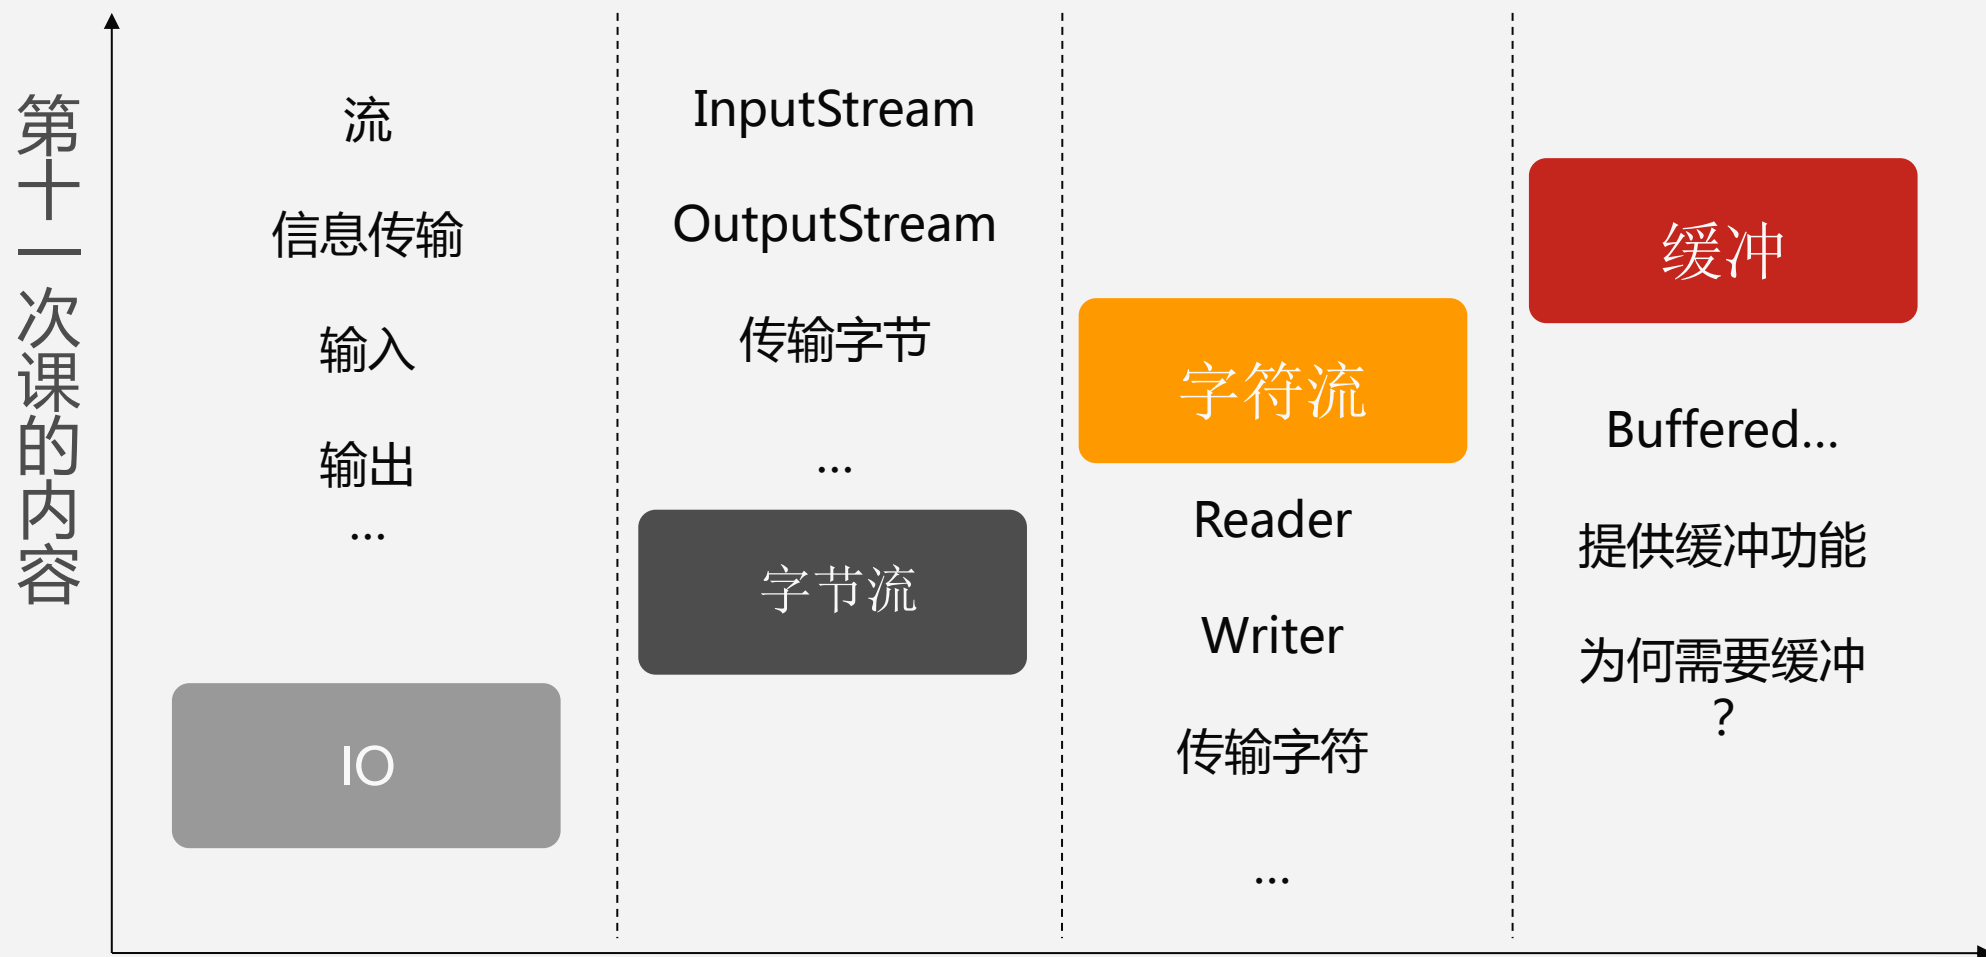 第十一次课的内容
流
信息传输
输入
输出
...
IO
InputStream
OutputStream
传输字节
...
字节流
字符流
Reader
Writer
传输字符
...
缓冲
Buffered...
提供缓冲功能
为何需要缓冲
？